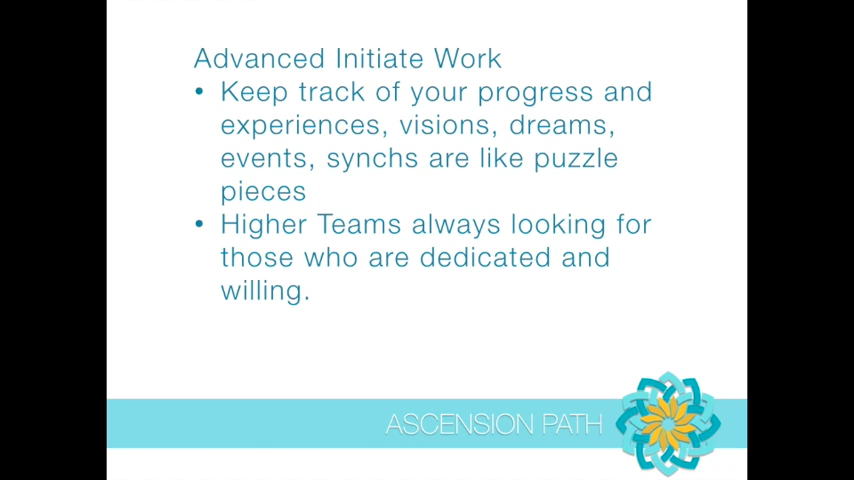 Advanced Initiate Work
• Keep track of your progress and
experiences, visions, dreams,
events, synchs are like puzzle
pieces
• Higher Teams always looking for
those who are dedicated and
willing.
ASCENSION PATH